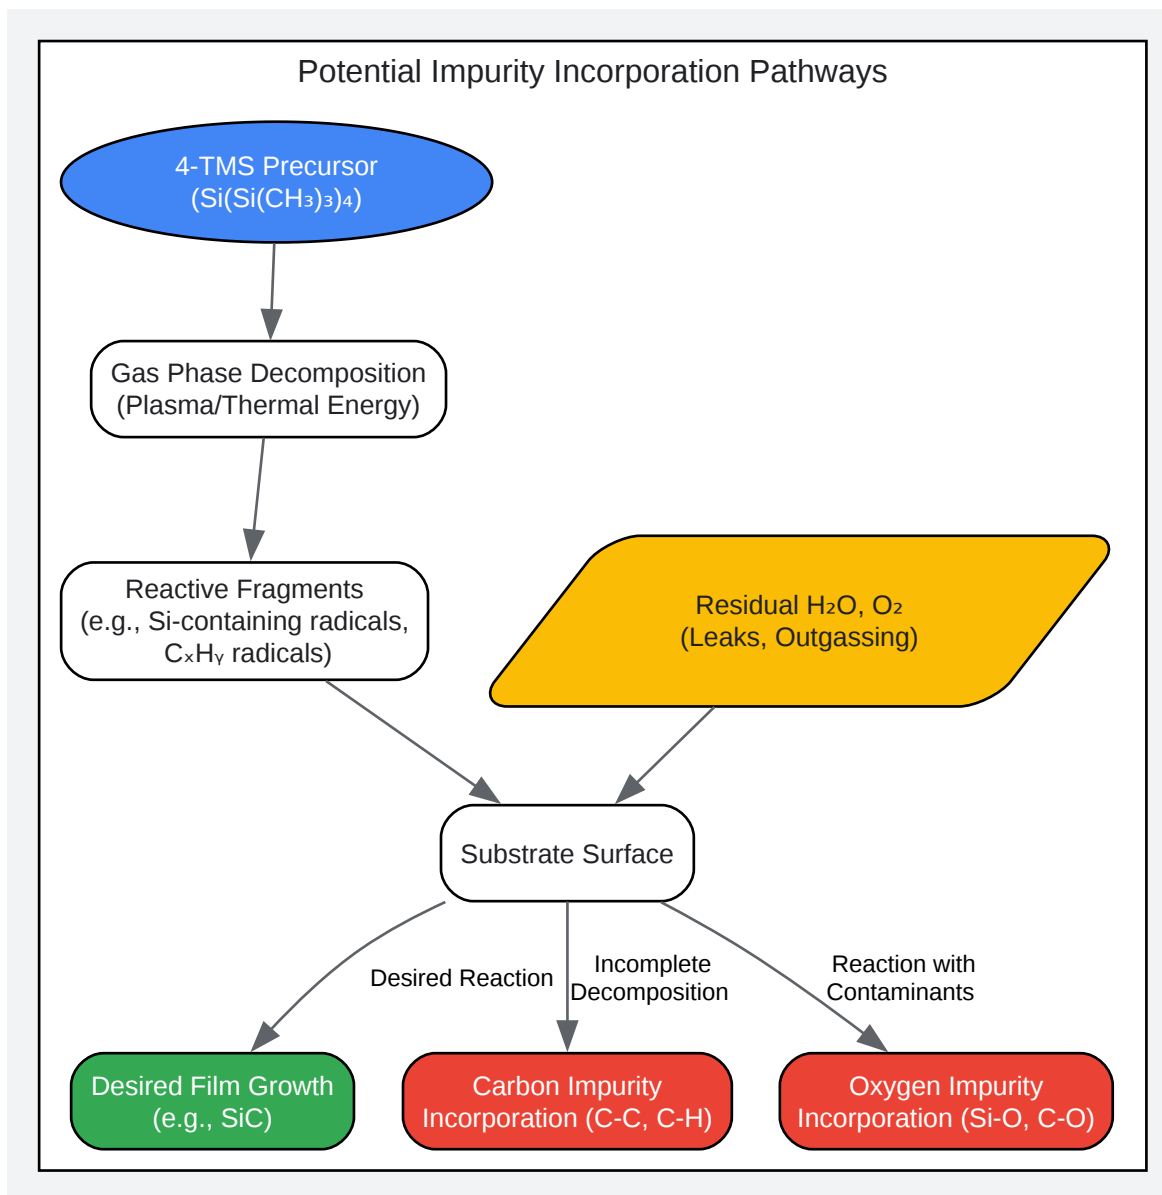 Potential Impurity Incorporation Pathways
4-TMS Precursor
(Si(Si(CH₃)₃)₄)
Gas Phase Decomposition
(Plasma/Thermal Energy)
Reactive Fragments
(e.g., Si-containing radicals,
CₓHᵧ radicals)
Residual H₂O, O₂
(Leaks, Outgassing)
Substrate Surface
Desired Reaction
Incomplete
Decomposition
Reaction with
Contaminants
Desired Film Growth
(e.g., SiC)
Carbon Impurity
Incorporation (C-C, C-H)
Oxygen Impurity
Incorporation (Si-O, C-O)